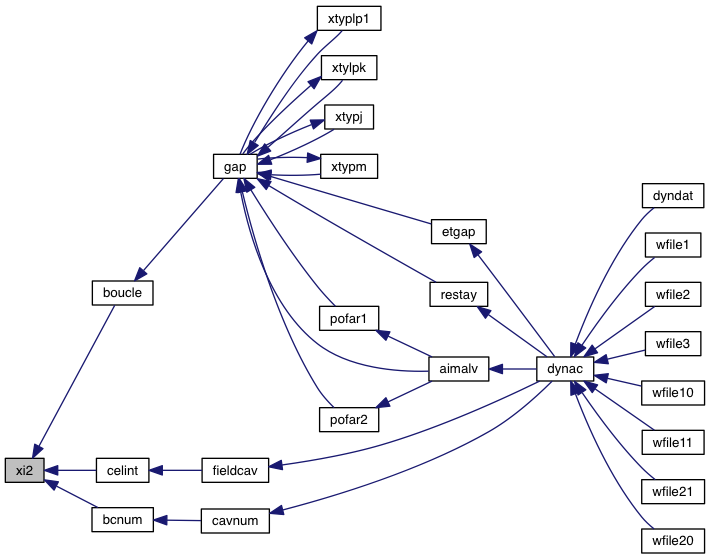 xtyplp1
xtylpk
xtypj
gap
xtypm
dyndat
etgap
wfile1
boucle
restay
wfile2
pofar1
wfile3
aimalv
dynac
wfile10
pofar2
wfile11
xi2
celint
fieldcav
wfile21
bcnum
cavnum
wfile20